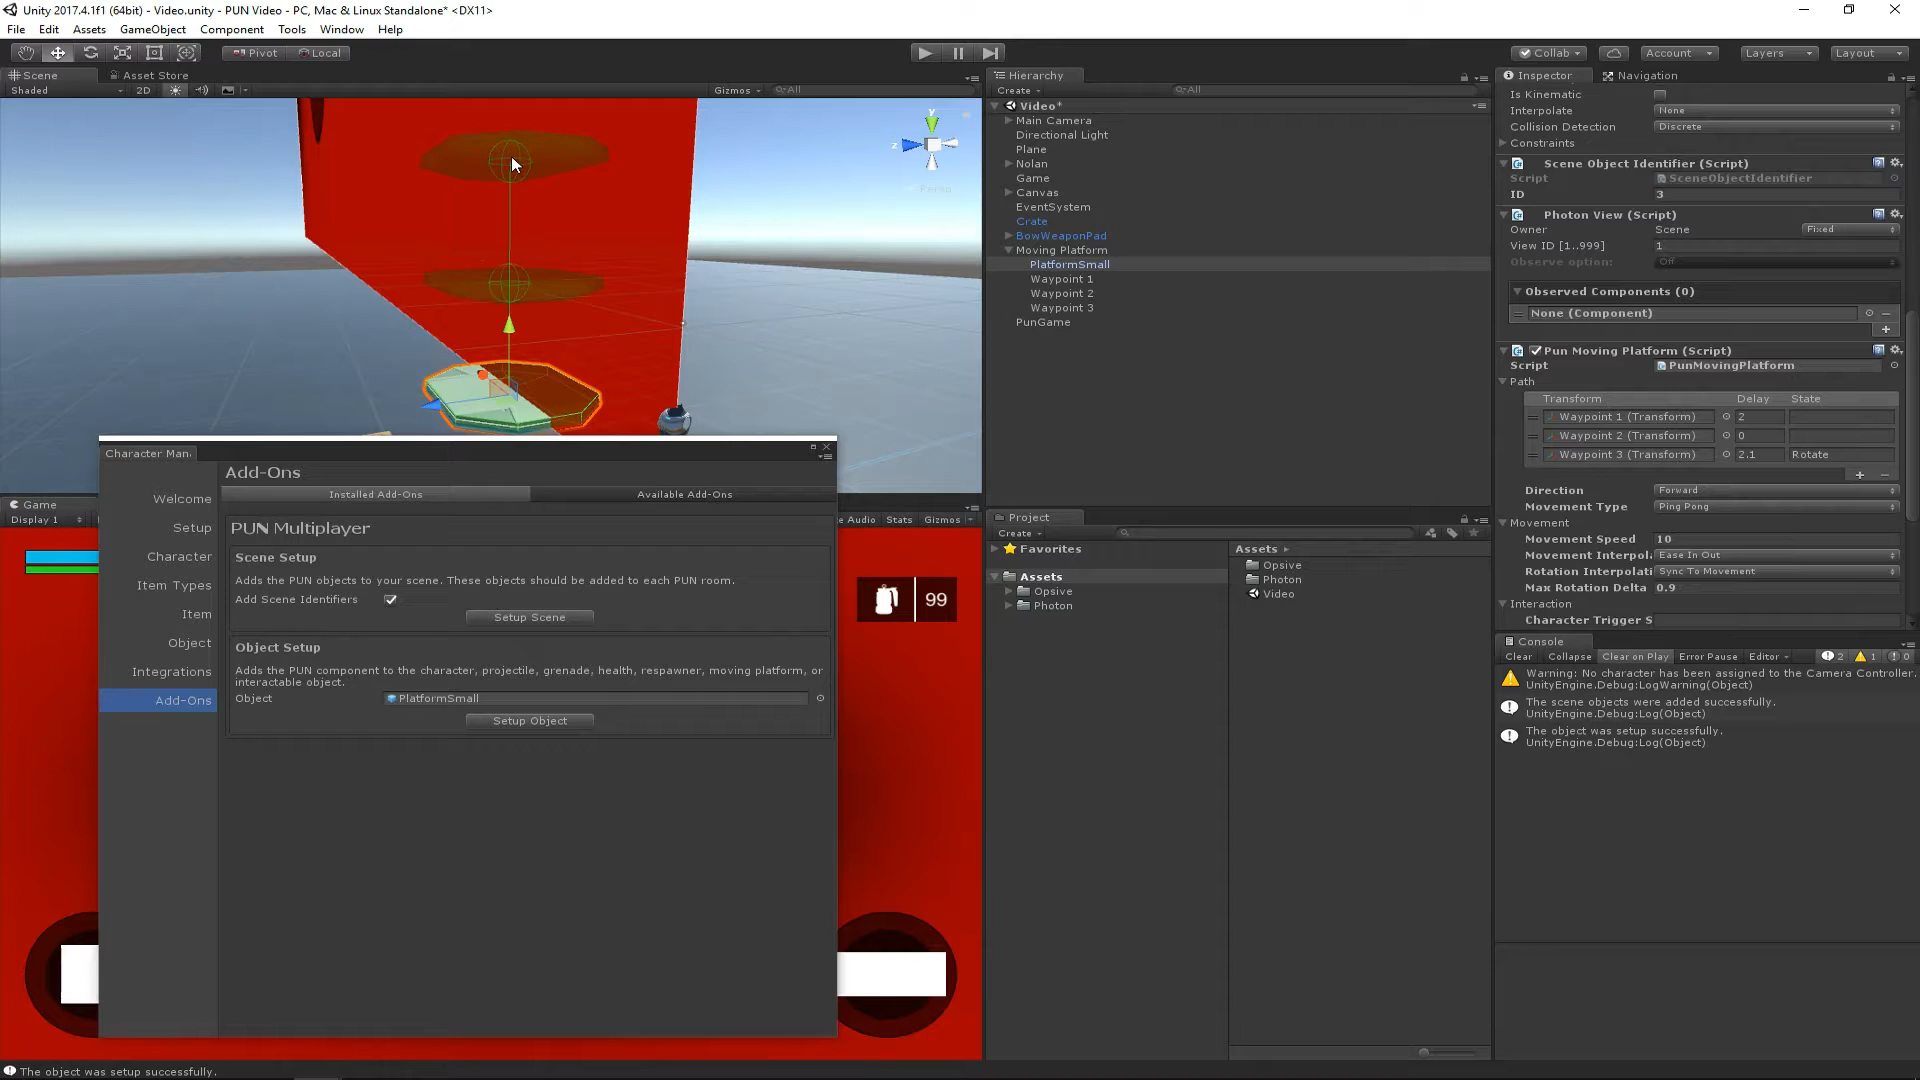 Unity 2017.4.1f1 (64bit) - Video.unity - PUN Video - PC, Mac & Linux Standalone* <DX11>
File Edit Assets GameObject Component Tools Window Help
Pivot Local Collab Account Layers Layout
Scene Asset Store
Shaded 2D Gizmos All
y
z
Persp
Hierarchy
Create All
Video*
Main Camera
Directional Light
Plane
Nolan
Game
Canvas
EventSystem
Crate
BowWeaponPad
Moving Platform
PlatformSmall
Waypoint 1
Waypoint 2
Waypoint 3
PunGame
Inspector Navigation
Is Kinematic
Interpolate None
Collision Detection Discrete
Constraints
Scene Object Identifier (Script)
Script SceneObjectIdentifier
ID 3
Photon View (Script)
Owner Scene Fixed
View ID [1..999] 1
Observe option: Off
Observed Components (0)
None (Component)
Pun Moving Platform (Script)
Script PunMovingPlatform
Path
Transform Delay State
Waypoint 1 (Transform) 2
Waypoint 2 (Transform) 0
Waypoint 3 (Transform) 2.1 Rotate
Direction Forward
Movement Type Ping Pong
Movement
Movement Speed 10
Movement Interpol. Ease In Out
Rotation Interpolati Sync To Movement
Max Rotation Delta 0.9
Interaction
Character Trigger S
Character Man
Add-Ons
Installed Add-Ons Available Add-Ons
Welcome
Setup
Character
Item Types
Item
Object
Integrations
Add-Ons
PUN Multiplayer
Scene Setup
Adds the PUN objects to your scene. These objects should be added to each PUN room.
Add Scene Identifiers
Setup Scene
Object Setup
Adds the PUN component to the character, projectile, grenade, health, respawner, moving platform, or
interactable object.
Object PlatformSmall
Setup Object
Game
Display 1 e Audio Stats Gizmos
99
Project
Create
Favorites
Assets
Opsive
Photon
Assets
Opsive
Photon
Video
Console
Clear Collapse Clear on Play Error Pause Editor 2 1 0
Warning: No character has been assigned to the Camera Controller.
UnityEngine.Debug:LogWarning(Object)
The scene objects were added successfully.
UnityEngine.Debug:Log(Object)
The object was setup successfully.
UnityEngine.Debug:Log(Object)
The object was setup successfully.